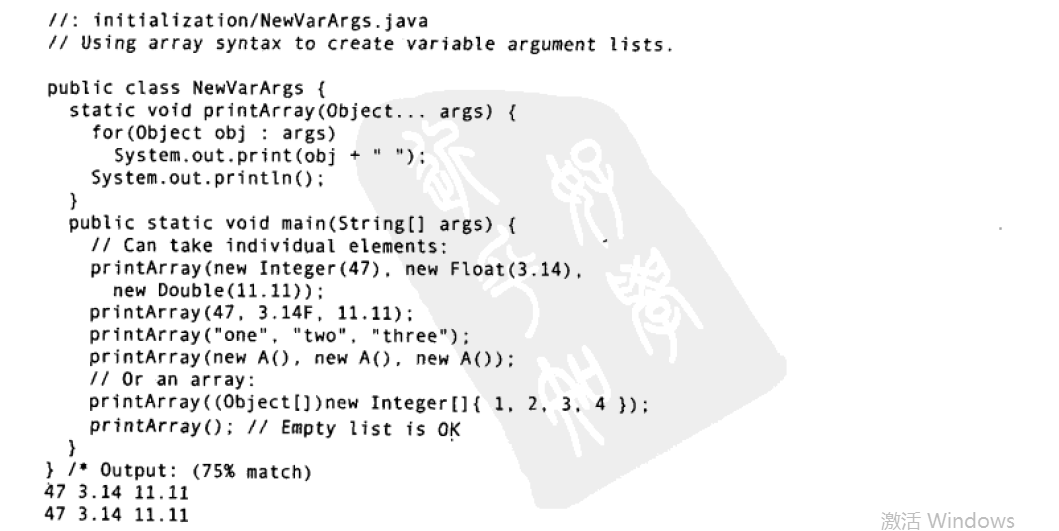 //: initialization/NewVarArgs.java
// Using array syntax to create variable argument lists.
public class NewVarArgs {
static void printArray(Object... args) {
for(Object obj : args)
System.out.print(obj + " ");
System.out.println();
}
public static void main(String[] args) {
// Can take individual elements:
printArray(new Integer(47), new Float(3.14),
new Double(11.11));
printArray(47, 3.14F, 11.11);
printArray("one", "two", "three");
printArray(new A(), new A(), new A());
// Or an array:
printArray((Object[])new Integer[]{ 1, 2, 3, 4 });
printArray(); // Empty list is OK
}
} /* Output: (75% match)
47 3.14 11.11
47 3.14 11.11
激活 Windows